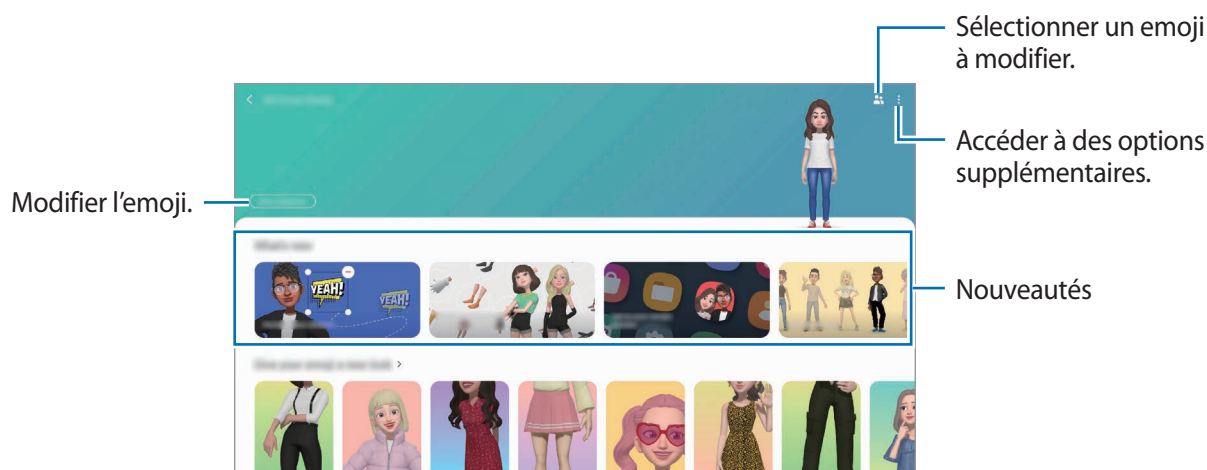 Sélectionner un emoji
à modifier.
Accéder à des options
supplémentaires.
Modifier l’emoji.
YEAH!
YEAH!
Nouveautés